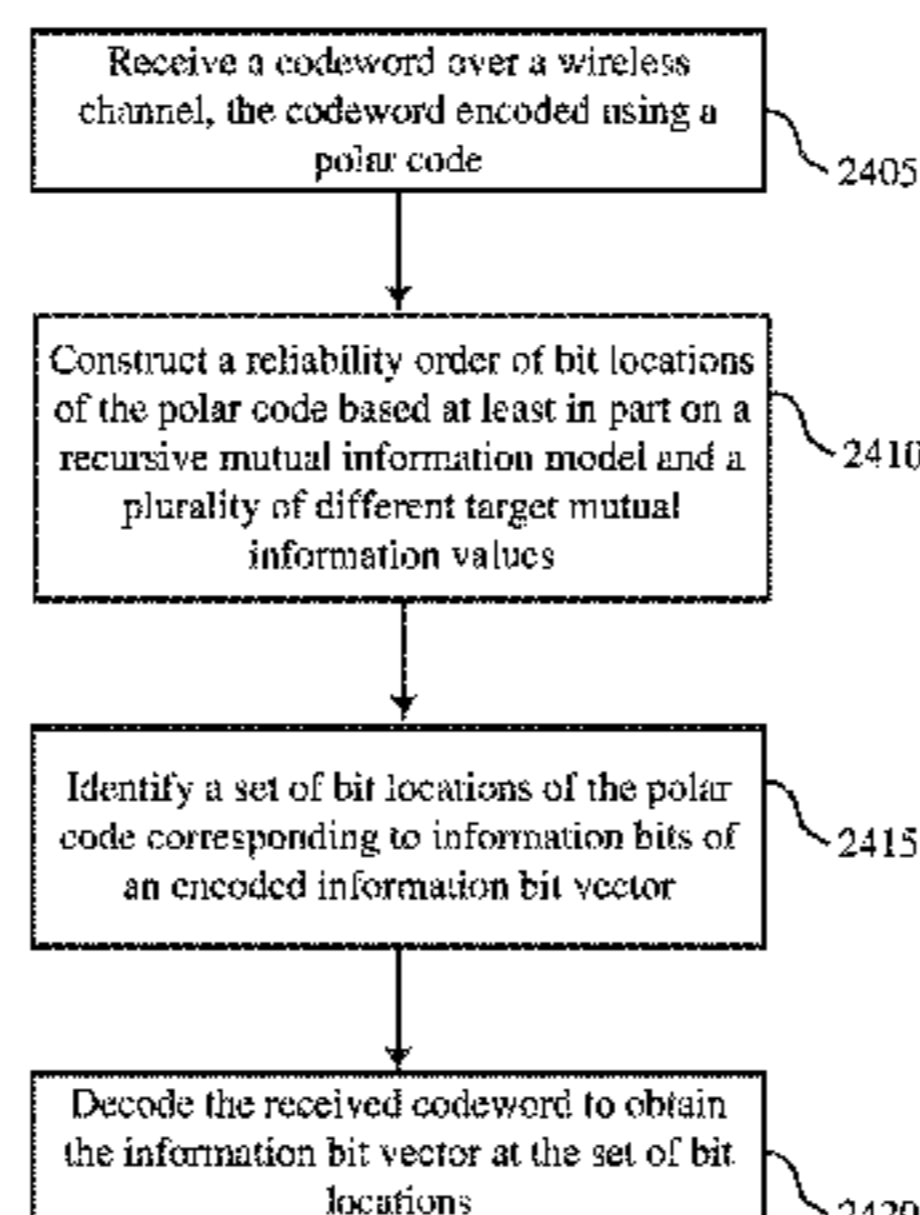 Receive a codeword over a wireless
channel, the codeword encoded using a
polar code
2405
Construct a reliability order of bit locations
of the polar code based at least in part on a
recursive mutual information model and a
plurality of different target mutual
information values
2410
Identify a set of bit locations of the polar
code corresponding to information bits of
an encoded information bit vector
2415
Decode the received codeword to obtain
the information bit vector at the set of bit
locations
2420